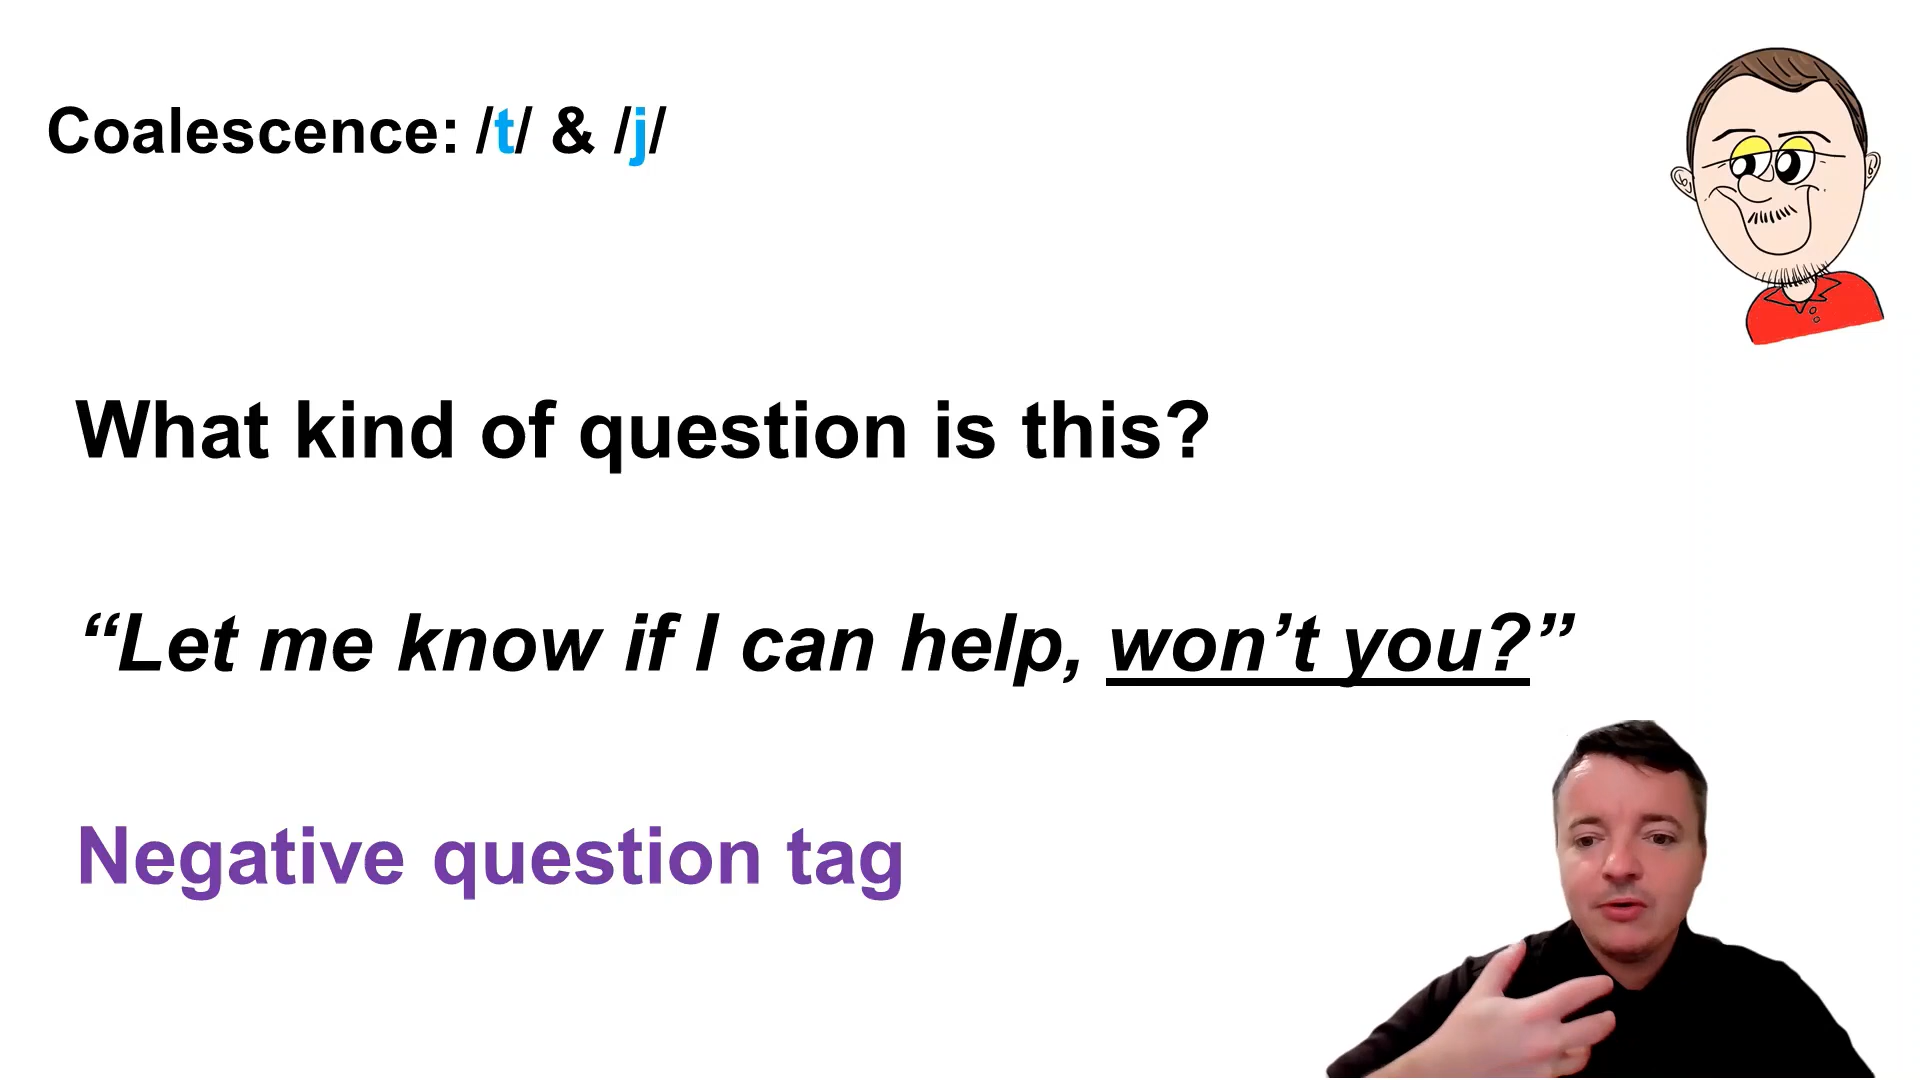 Coalescence: /t/ & /j/
What kind of question is this?
“Let me know if I can help, won’t you?”
Negative question tag